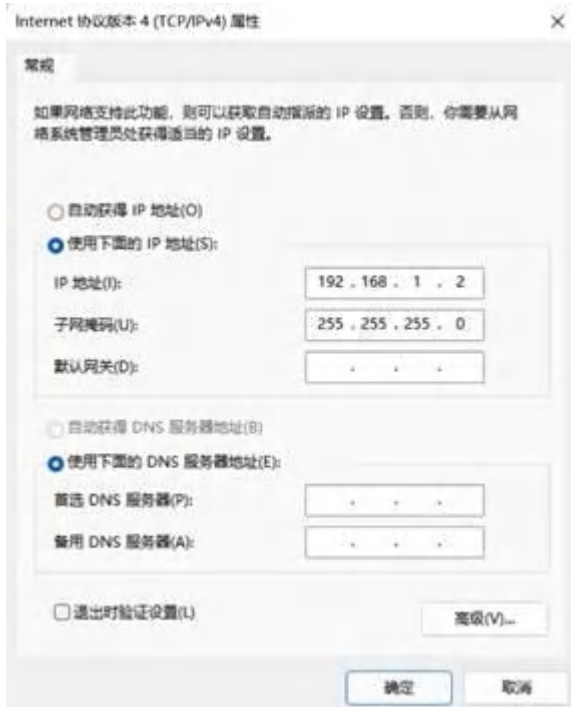 Internet 协议版本 4 (TCP/IPv4) 属性
常规
如果网络支持此功能，则可以获取自动指派的 IP 设置。否则，你需要从网
络系统管理员处获得适当的 IP 设置。
自动获得 IP 地址(O)
使用下面的 IP 地址(S):
IP 地址(I): 192 . 168 . 1 . 2
子网掩码(U): 255 . 255 . 255 . 0
默认网关(D): . . .
自动获得 DNS 服务器地址(B)
使用下面的 DNS 服务器地址(E):
首选 DNS 服务器(P): . . .
备用 DNS 服务器(A): . . .
退出时验证设置(L)
高级(V)...
确定 取消